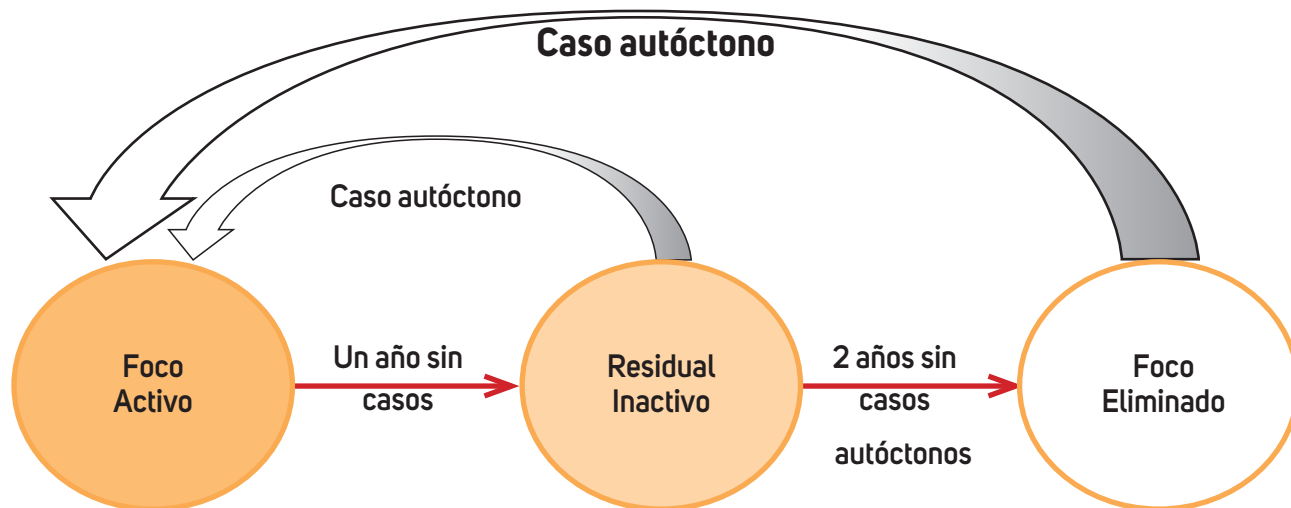 Caso autóctono
Caso autóctono
Foco
Activo
Un año sin
casos
Residual
Inactivo
2 años sin
casos
autóctonos
Foco
Eliminado